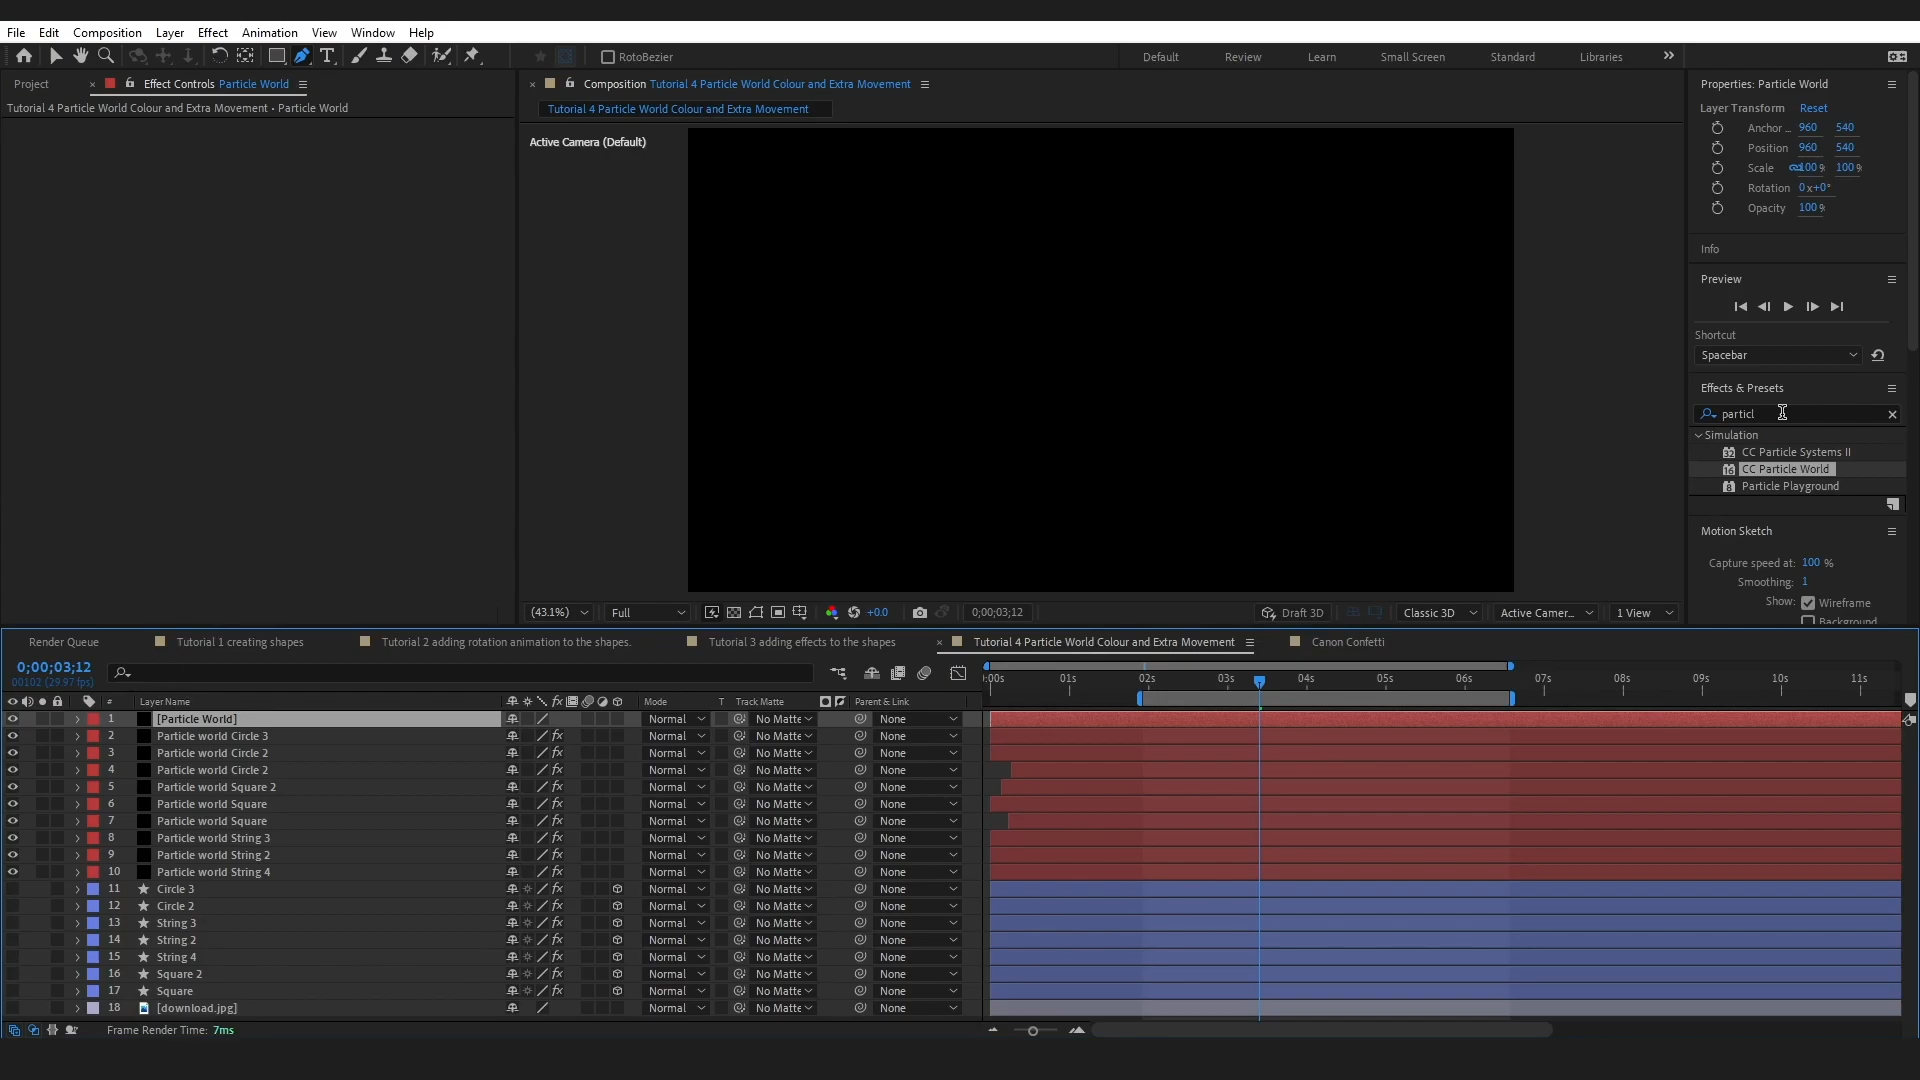 File Edit Composition Layer Effect Animation View Window Help
RotoBezier Default Review Learn Small Screen Standard Libraries
Project Effect Controls Particle World
Tutorial 4 Particle World Colour and Extra Movement • Particle World
Composition Tutorial 4 Particle World Colour and Extra Movement
Tutorial 4 Particle World Colour and Extra Movement
Active Camera (Default)
Properties: Particle World
Layer Transform Reset
Anchor ... 960 540
Position 960 540
Scale 100% 100%
Rotation 0x+0°
Opacity 100%
Info
Preview
Shortcut
Spacebar
Effects & Presets
particl
Simulation
CC Particle Systems II
CC Particle World
Particle Playground
Motion Sketch
Capture speed at: 100 %
Smoothing: 1
Show: Wireframe
Background
(43.1%) Full +0.0 0;00;03;12 Draft 3D Classic 3D Active Camer... 1 View
Render Queue Tutorial 1 creating shapes Tutorial 2 adding rotation animation to the shapes. Tutorial 3 adding effects to the shapes Tutorial 4 Particle World Colour and Extra Movement Canon Confetti
0;00;03;12
00102 (29.97 fps)
:00s 01s 02s 03s 04s 05s 06s 07s 08s 09s 10s 11s
# Layer Name Mode T Track Matte Parent & Link
1 [Particle World] Normal No Matte None
2 Particle world Circle 3 Normal No Matte None
3 Particle world Circle 2 Normal No Matte None
4 Particle world Circle 2 Normal No Matte None
5 Particle world Square 2 Normal No Matte None
6 Particle world Square Normal No Matte None
7 Particle world Square Normal No Matte None
8 Particle world String 3 Normal No Matte None
9 Particle world String 2 Normal No Matte None
10 Particle world String 4 Normal No Matte None
11 Circle 3 Normal No Matte None
12 Circle 2 Normal No Matte None
13 String 3 Normal No Matte None
14 String 2 Normal No Matte None
15 String 4 Normal No Matte None
16 Square 2 Normal No Matte None
17 Square Normal No Matte None
18 [download.jpg] Normal No Matte None
Frame Render Time: 7ms